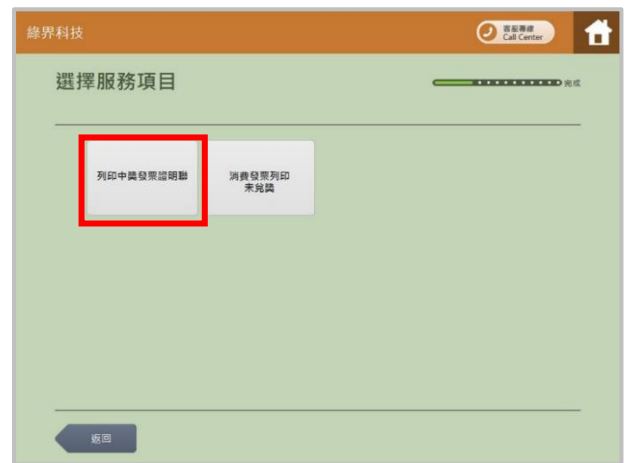 綠界科技
客服專線
Call Center
選擇服務項目
完成
列印中獎發票證明聯
消費發票列印
未兌獎
返回